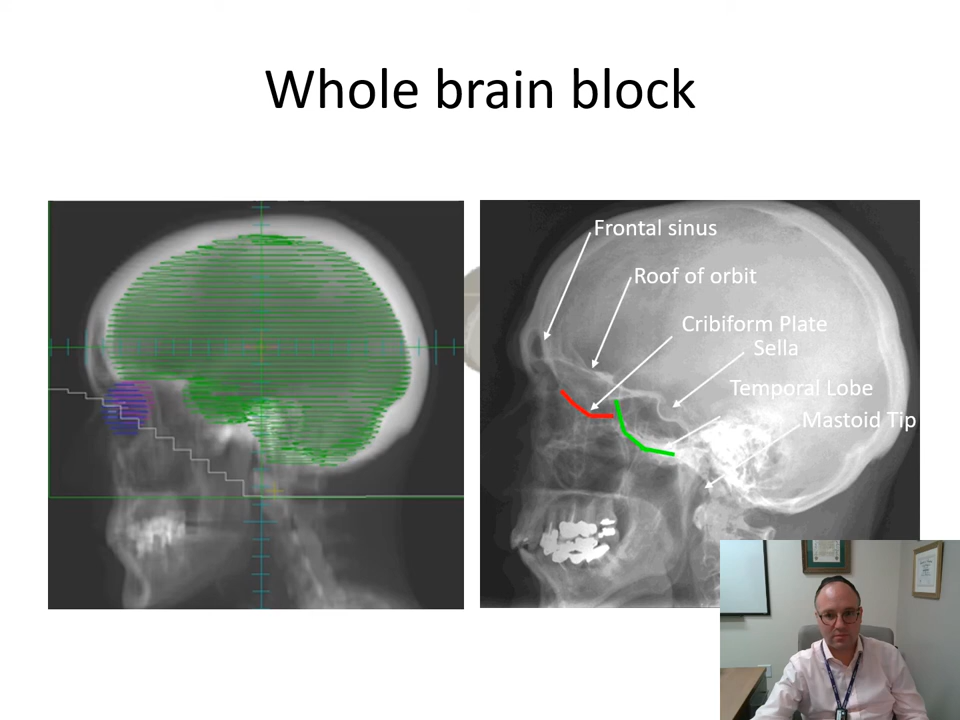 Whole brain block
Frontal sinus
Roof of orbit
Cribiform Plate
Sella
Temporal Lobe
Mastoid Tip